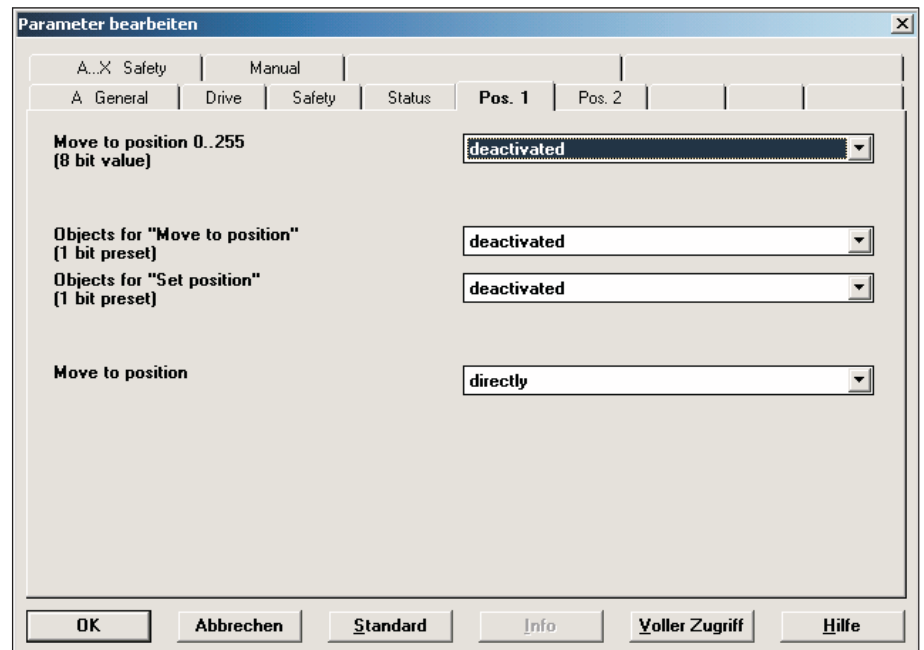 Parameter bearbeiten
A...X Safety
Manual
A General
Drive
Safety
Status
Pos. 1
Pos. 2
Move to position 0..255
(8 bit value)
deactivated
Objects for "Move to position"
(1 bit preset)
deactivated
Objects for "Set position"
(1 bit preset)
deactivated
Move to position
directly
OK
Abbrechen
Standard
Info
Voller Zugriff
Hilfe